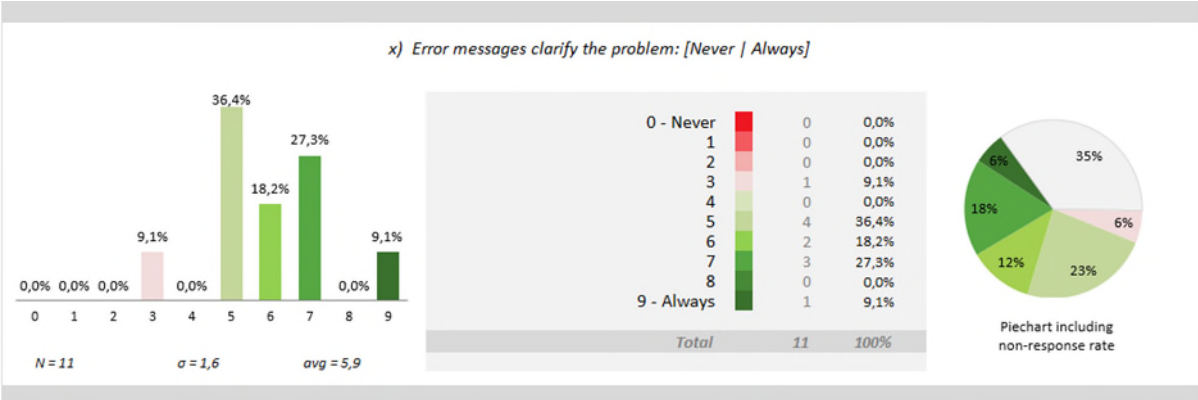 x) Error messages clarify the problem: [Never | Always]
36,4%
27,3%
18,2%
9,1%
9,1%
0,0% 0,0% 0,0% 0,0% 0,0%
0 1 2 3 4 5 6 7 8 9
N = 11 σ = 1,6 avg = 5,9
0 - Never 0 0,0%
1 0 0,0%
2 0 0,0%
3 1 9,1%
4 0 0,0%
5 4 36,4%
6 2 18,2%
7 3 27,3%
8 0 0,0%
9 - Always 1 9,1%
Total 11 100%
35%
6%
18%
6%
12%
23%
Piechart including
non-response rate